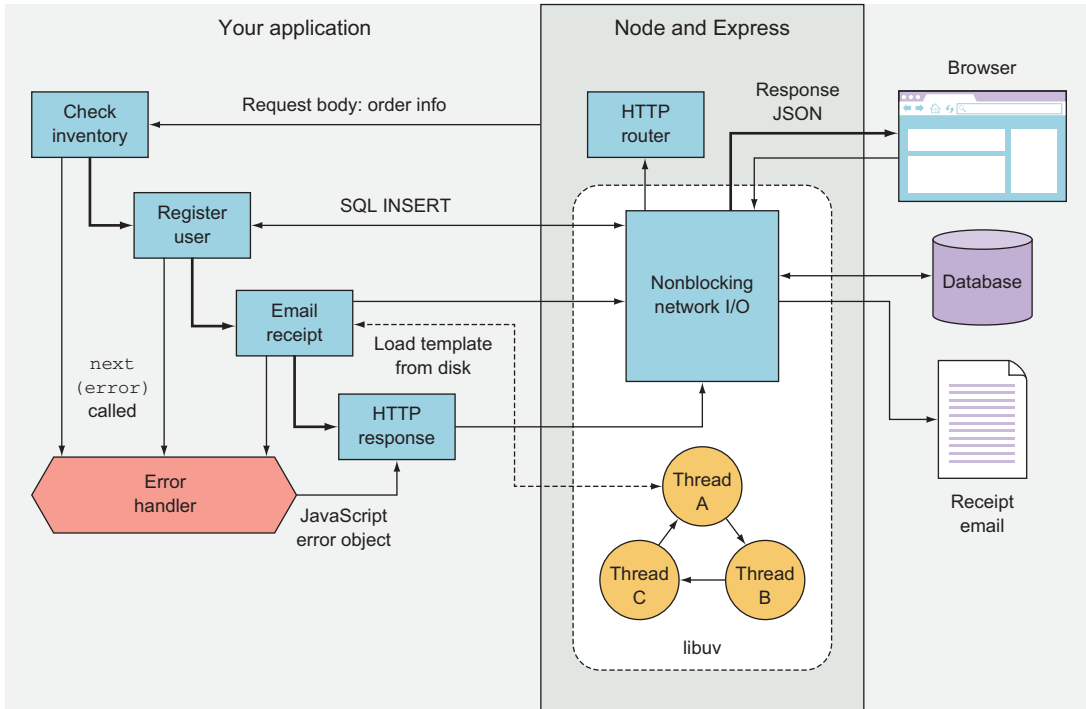 Your application
Node and Express
Browser
Request body: order info
Check
inventory
HTTP
router
Response
JSON
Register
user
SQL INSERT
Nonblocking
network I/O
Database
Email
receipt
Load template
from disk
next
(error)
called
HTTP
response
Error
handler
JavaScript
error object
Thread
A
Thread
C
Thread
B
libuv
Receipt
email